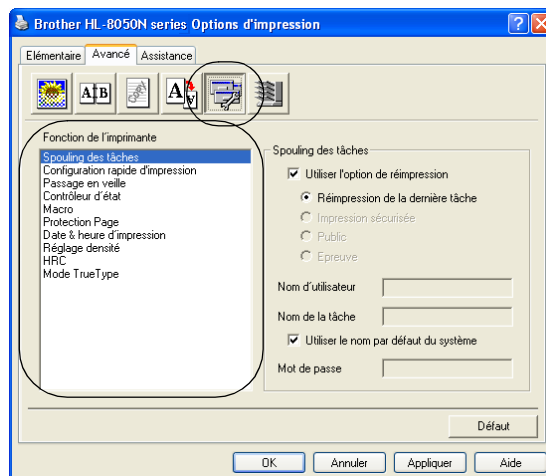 Brother HL-8050N series Options d'impression
Elémentaire Avancé Assistance
Fonction de l'imprimante
Spouling des tâches
Configuration rapide d'impression
Passage en veille
Contrôleur d'état
Macro
Protection Page
Date & heure d'impression
Réglage densité
HRC
Mode TrueType
Spouling des tâches
Utiliser l'option de réimpression
Réimpression de la dernière tâche
Impression sécurisée
Public
Epreuve
Nom d'utilisateur
Nom de la tâche
Utiliser le nom par défaut du système
Mot de passe
Défaut
OK Annuler Appliquer Aide